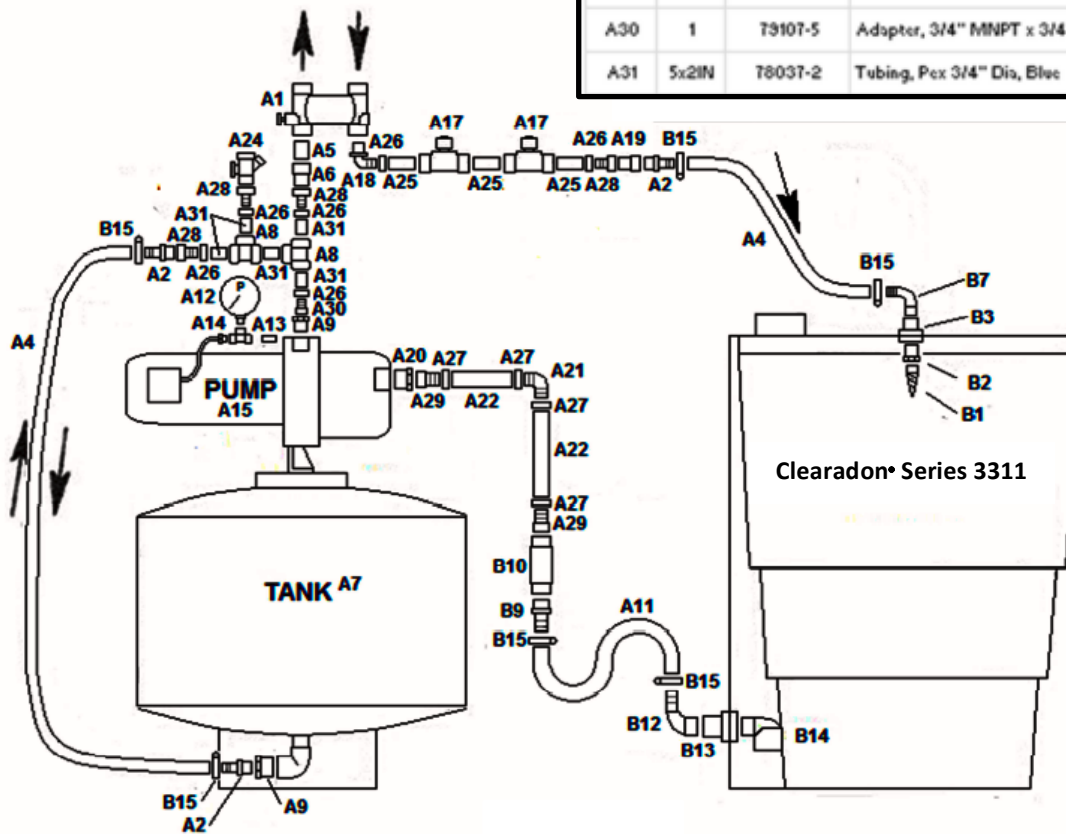 A30 1 79107-5 Adapter, 3/4" MNPT x 3/4
A31 5x2IN 78037-2 Tubing, Pex 3/4" Dia, Blue
A1
A17
A17
A24
A5
A26
A26
A19
B15
A6
A18
A25
A25
A25
A28
A2
A28
A28
A26
A31
A26
A31
B15
A28
A8
A8
A4
A2
A26
A31
A31
B15
B7
A12
P
A26
A30
A14
A13
A9
B3
A4
A20
A27
A27
A21
B2
PUMP
A15
A29
A22
A27
B1
A22
Clearadon• Series 3311
A27
A29
B10
TANK A7
B9
A11
B15
B15
B12
B13
B14
B15
A9
A2